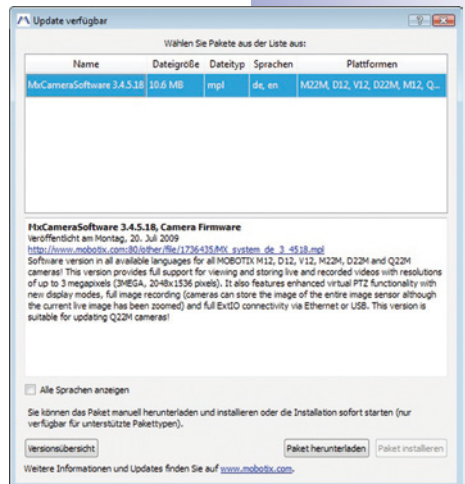 Update verfügbar
Wählen Sie Pakete aus der Liste aus:
Name Dateigröße Dateityp Sprachen Plattformen
MxCameraSoftware 3.4.5.18 10.6 MB mpl de, en M22M, D12, V12, D22M, M12, Q...
MxCameraSoftware 3.4.5.18, Camera Firmware
Veröffentlicht am Montag, 20. Juli 2009
http://www.mobotix.com:80/other/file/1736435/MX_system_de_3_4518.mpl
Software version in all available languages for all MOBOTIX M12, D12, V12, M22M, D22M and Q22M
cameras! This version provides full support for viewing and storing live and recorded videos with resolutions
of up to 3 megapixels (3MEGA, 2048x1536 pixels). It also features enhanced virtual PTZ functionality with
new display modes, full image recording (cameras can store the image of the entire image sensor although
the current live image has been zoomed) and full ExtIO connectivity via Ethernet or USB. This version is
suitable for updating Q22M cameras!
Alle Sprachen anzeigen
Sie können das Paket manuell herunterladen und installieren oder die Installation sofort starten (nur
verfügbar für unterstützte Pakettypen).
Versionsübersicht Paket herunterladen Paket installieren
Weitere Informationen und Updates finden Sie auf www.mobotix.com.